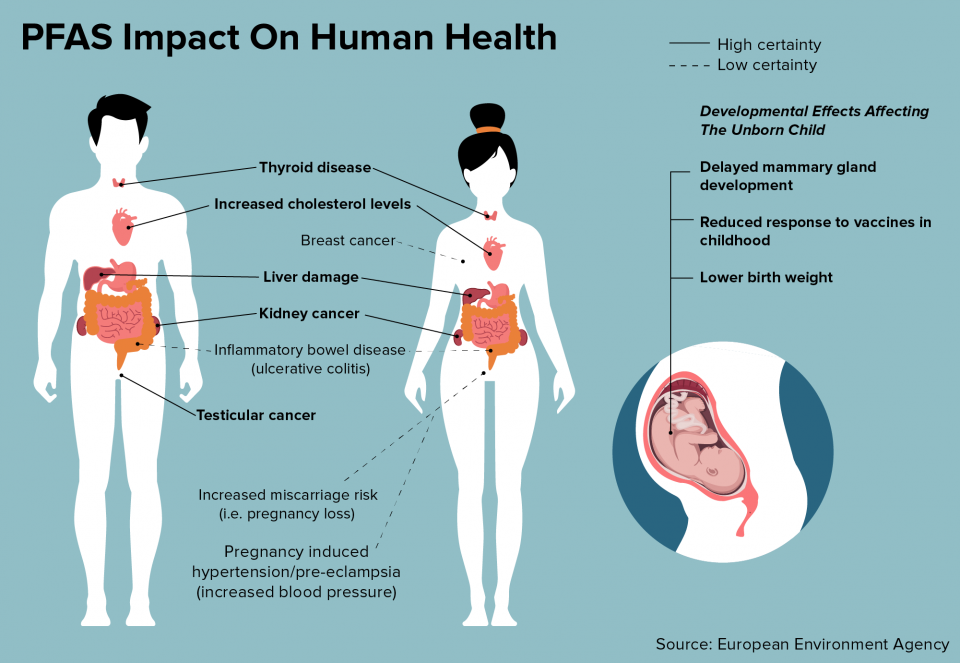 PFAS Impact On Human Health
High certainty
Low certainty
Developmental Effects Affecting
The Unborn Child
Delayed mammary gland
development
Reduced response to vaccines in
childhood
Lower birth weight
Thyroid disease
Increased cholesterol levels
Breast cancer
Liver damage
Kidney cancer
Inflammatory bowel disease
(ulcerative colitis)
Testicular cancer
Increased miscarriage risk
(i.e. pregnancy loss)
Pregnancy induced
hypertension/pre-eclampsia
(increased blood pressure)
Source: European Environment Agency